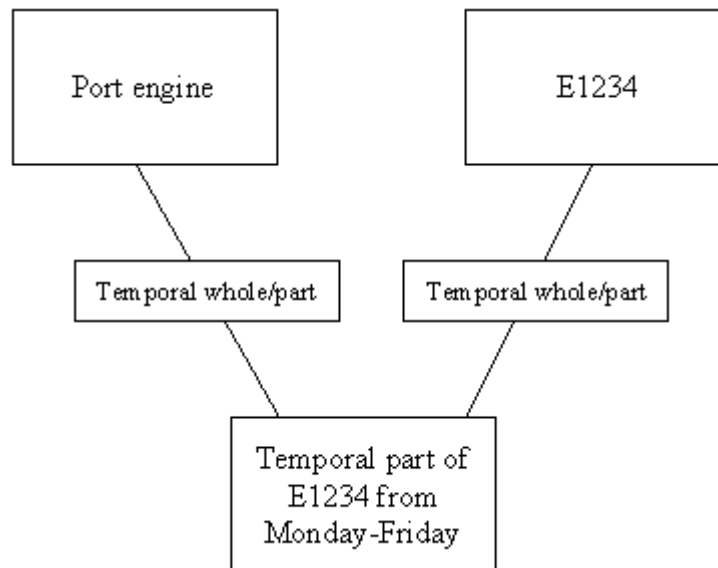 Port engine
E1234
Temporal whole/part
Temporal whole/part
Temporal part of
E1234 from
Monday-Friday